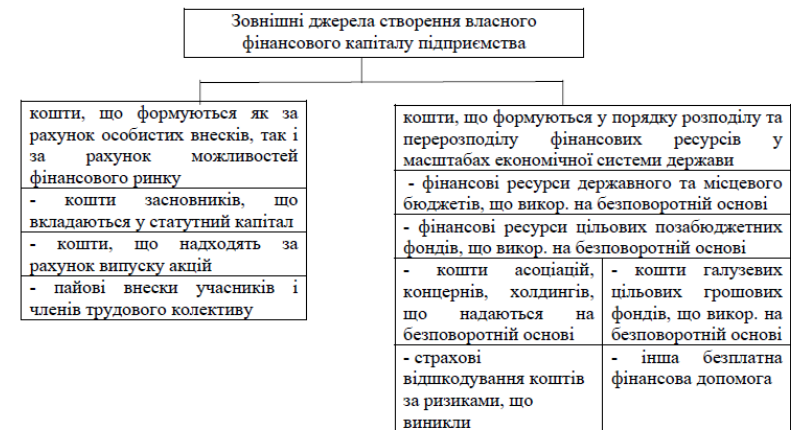 Зовнішні джерела створення власного
фінансового капіталу підприємства
кошти, що формуються як за
рахунок особистих внесків, так і
за рахунок можливостей
фінансового ринку
- кошти засновників, що
вкладаються у статутний капітал
- кошти, що надходять за
рахунок випуску акцій
- пайові внески учасників і
членів трудового колективу
кошти, що формуються у порядку розподілу та
перерозподілу фінансових ресурсів у
масштабах економічної системи держави
- фінансові ресурси державного та місцевого
бюджетів, що викор. на безповоротній основі
- фінансові ресурси цільових позабюджетних
фондів, що викор. на безповоротній основі
- кошти асоціацій,
концернів, холдингів,
що надаються на
безповоротній основі
- кошти галузевих
цільових грошових
фондів, що викор. на
безповоротній основі
- страхові
відшкодування коштів
за ризиками, що
виникли
- інша безплатна
фінансова допомога